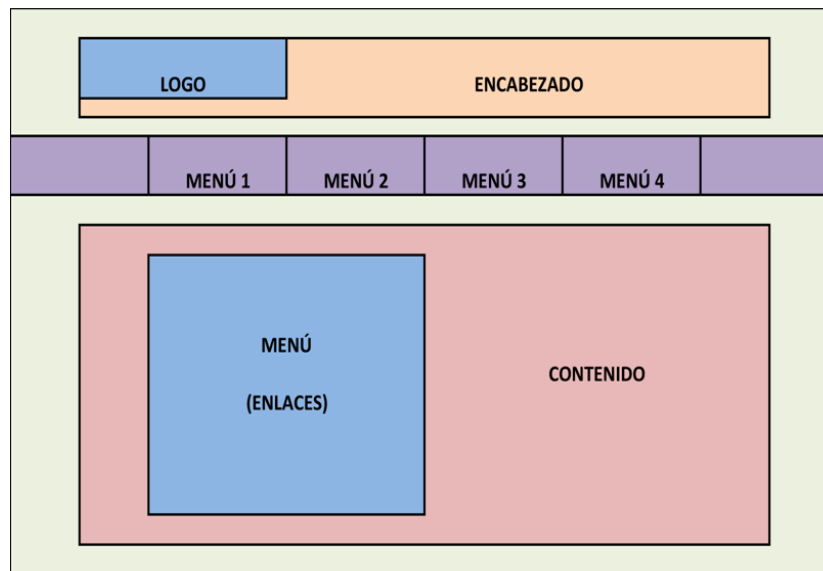 LOGO
ENCABEZADO
MENÚ 1
MENÚ 2
MENÚ 3
MENÚ 4
MENÚ
(ENLACES)
CONTENIDO